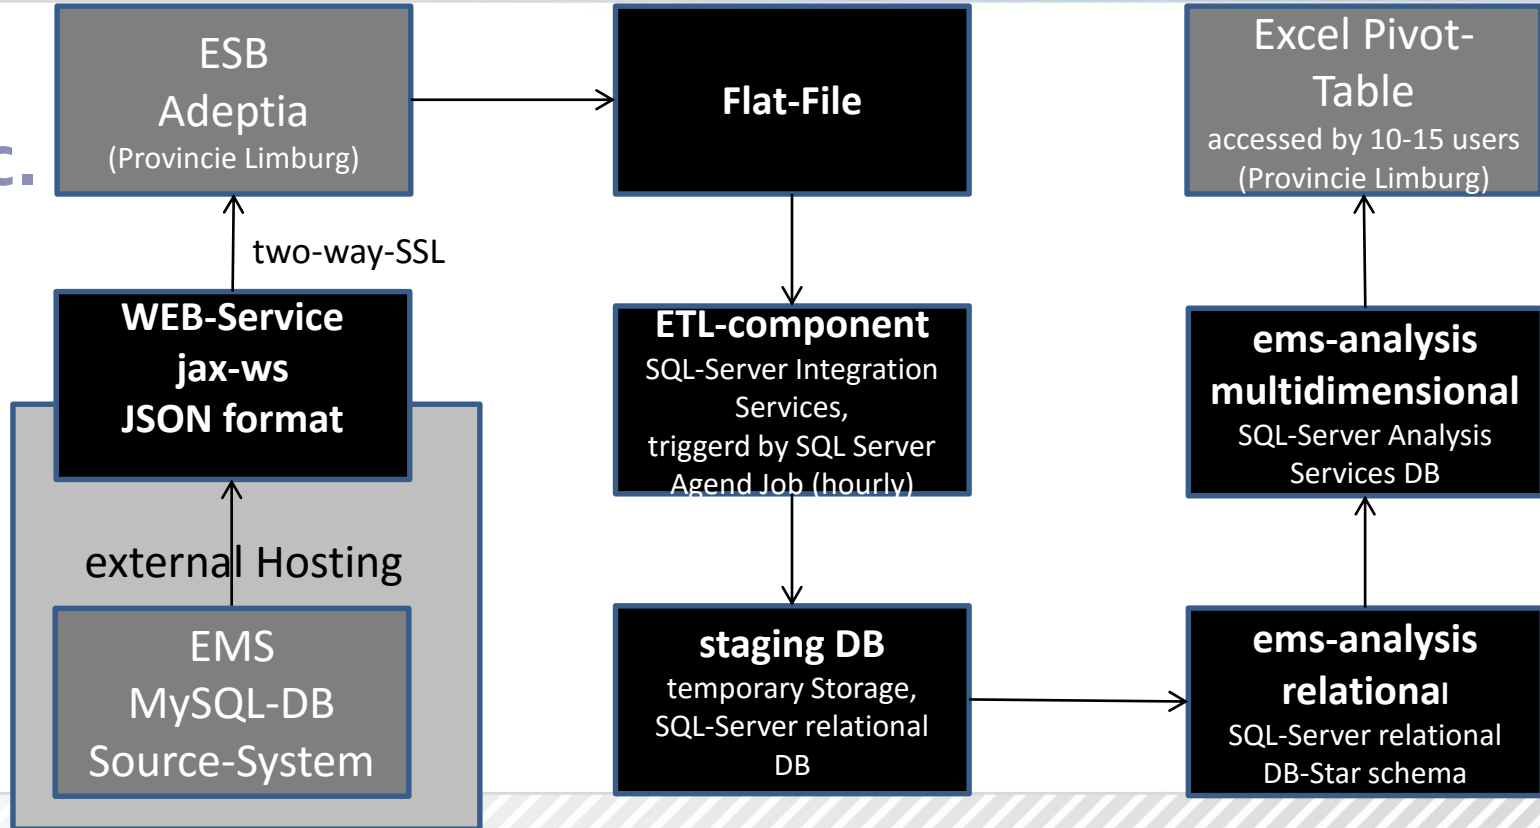 c.
ESB
Adeptia
(Provincie Limburg)
two-way-SSL
WEB-Service
jax-ws
JSON format
external Hosting
EMS
MySQL-DB
Source-System
Flat-File
ETL-component
SQL-Server Integration
Services,
triggerd by SQL Server
Agend Job (hourly)
staging DB
temporary Storage,
SQL-Server relational
DB
Excel Pivot-
Table
accessed by 10-15 users
(Provincie Limburg)
ems-analysis
multidimensional
SQL-Server Analysis
Services DB
ems-analysis
relational
SQL-Server relational
DB-Star schema